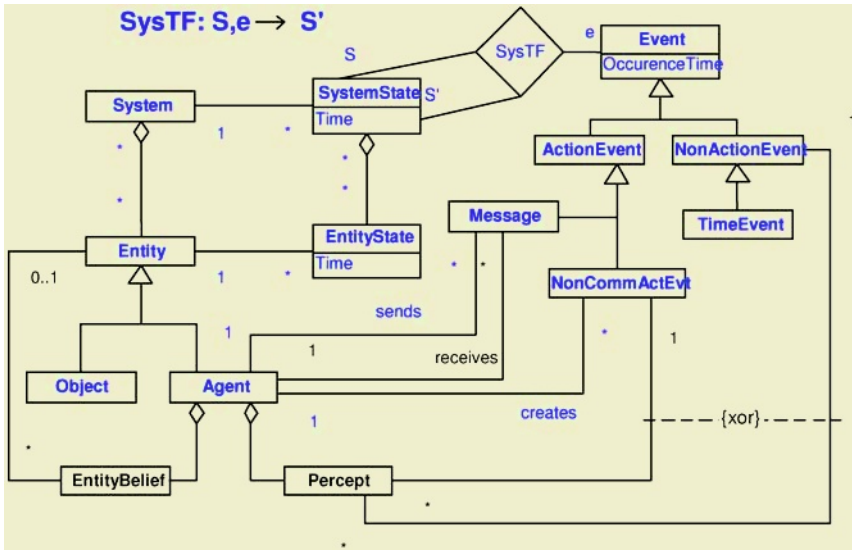 SysTF: S,e → S'
Event
OccurenceTime
e
S
SysTF
SystemState
S'
Time
System
1
*
*
*
*
*
ActionEvent
NonActionEvent
TimeEvent
Message
Entity
EntityState
Time
0..1
1
*
*
*
NonCommActEvt
sends
1
1
receives
*
1
Object
Agent
1
creates
{xor}
*
EntityBelief
Percept
*
*